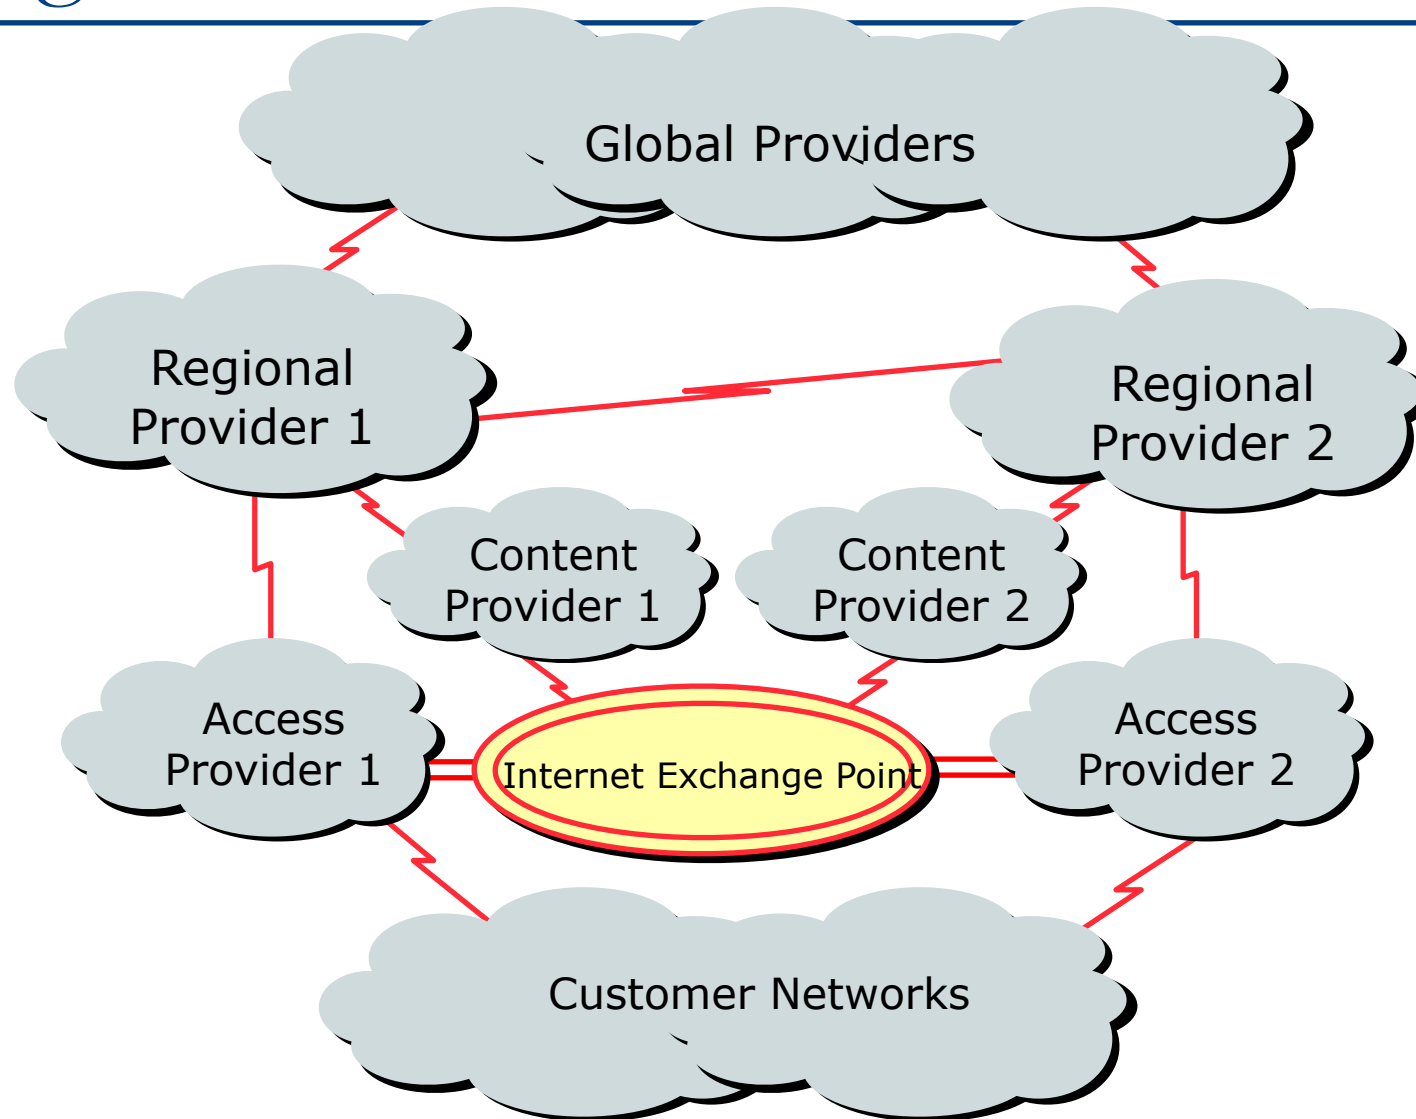 Global Providers
Regional
Provider 1
Regional
Provider 2
Content
Provider 1
Content
Provider 2
Access
Provider 1
Internet Exchange Point
Access
Provider 2
Customer Networks